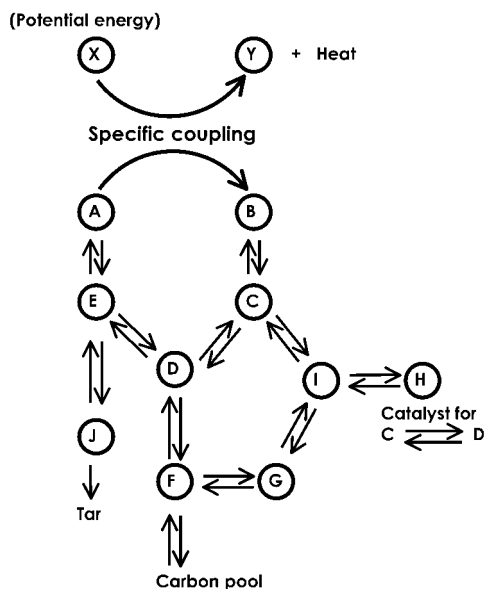 (Potential energy)
X Y + Heat
Specific coupling
A B
E C
D I H
Catalyst for
J C D
F G
Tar
Carbon pool